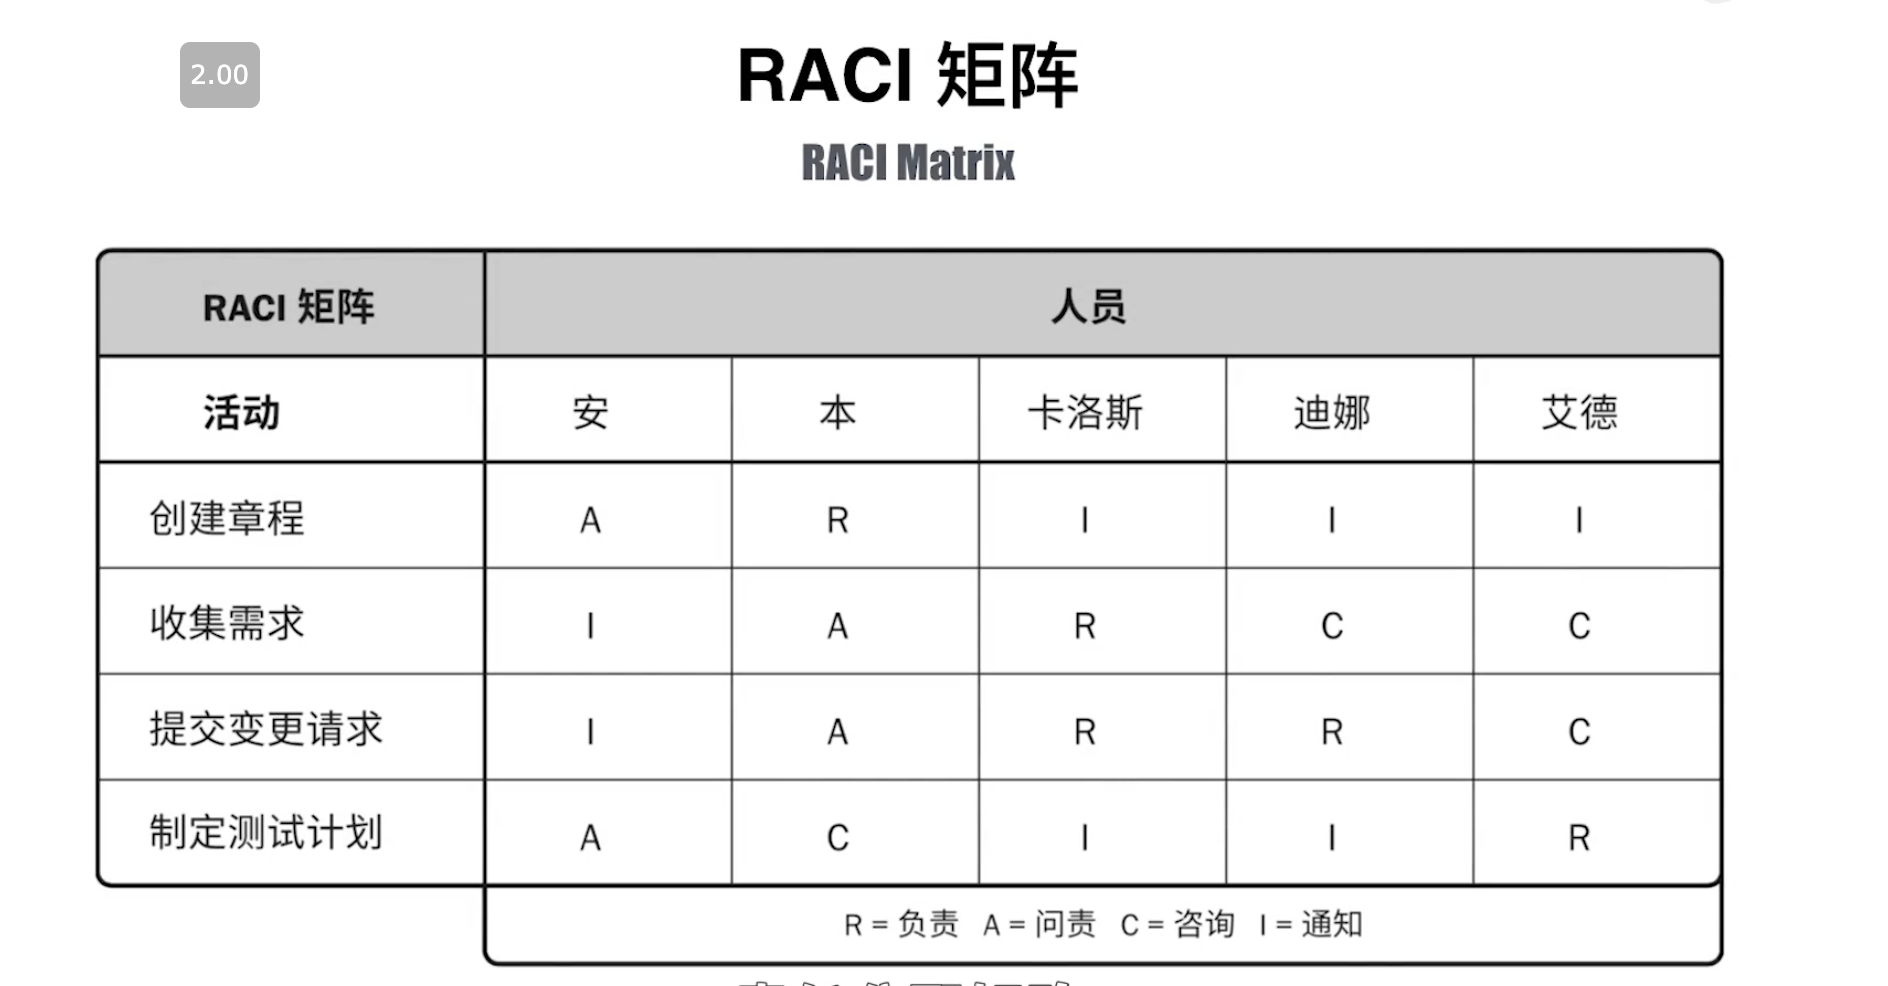 2.00
RACI 矩阵
RACI Matrix
RACI 矩阵 人员
活动 安 本 卡洛斯 迪娜 艾德
创建章程 A R I I I
收集需求 I A R C C
提交变更请求 I A R R C
制定测试计划 A C I I R
R = 负责 A = 问责 C = 咨询 I = 通知